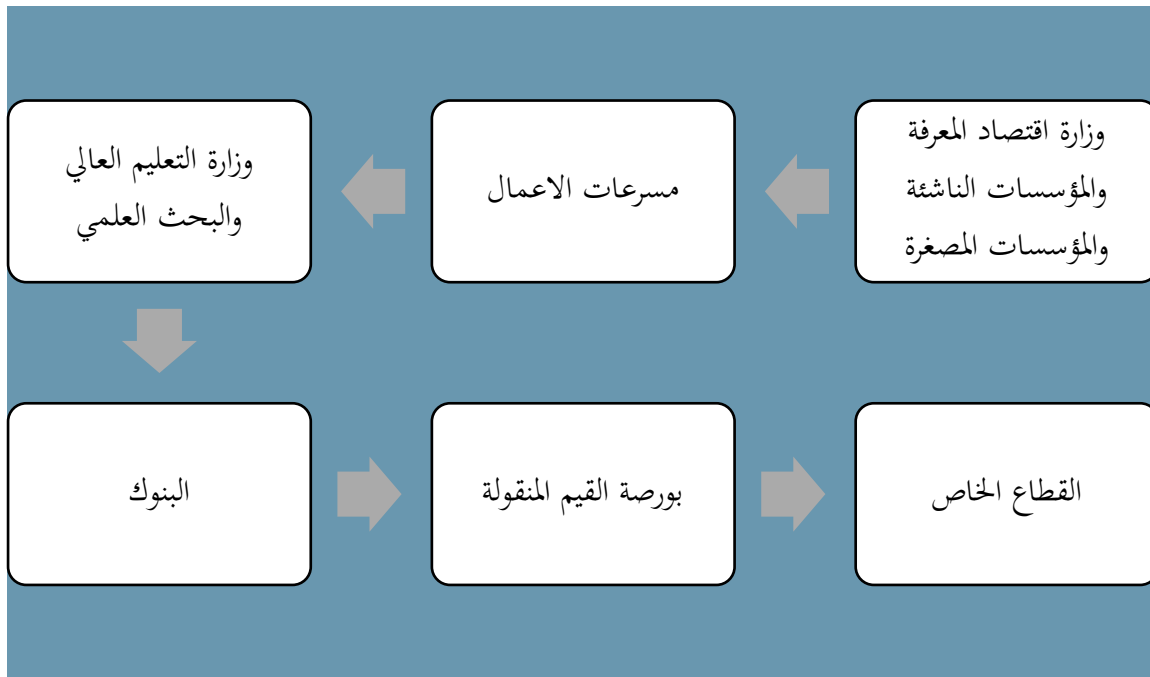 وزارة اقتصاد المعرفة
والمؤسسات الناشئة
والمؤسسات المصغرة
مسرعات الاعمال
وزارة التعليم العالي
والبحث العلمي
البنوك
بورصة القيم المنقولة
القطاع الخاص